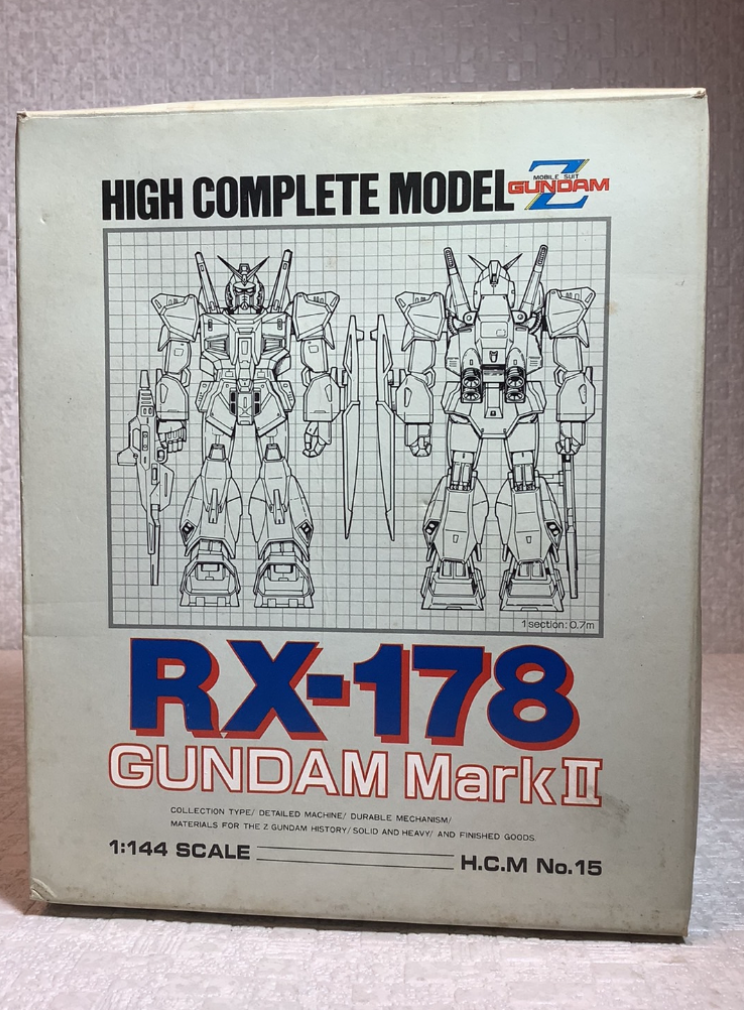 HIGH COMPLETE MODEL
MOBILE SUIT
Z
GUNDAM
1 section: 0.7m
RX-178
GUNDAM Mark II
COLLECTION TYPE/ DETAILED MACHINE/ DURABLE MECHANISM/
MATERIALS FOR THE Z GUNDAM HISTORY/ SOLID AND HEAVY/ AND FINISHED GOODS.
1:144 SCALE
H.C.M No.15